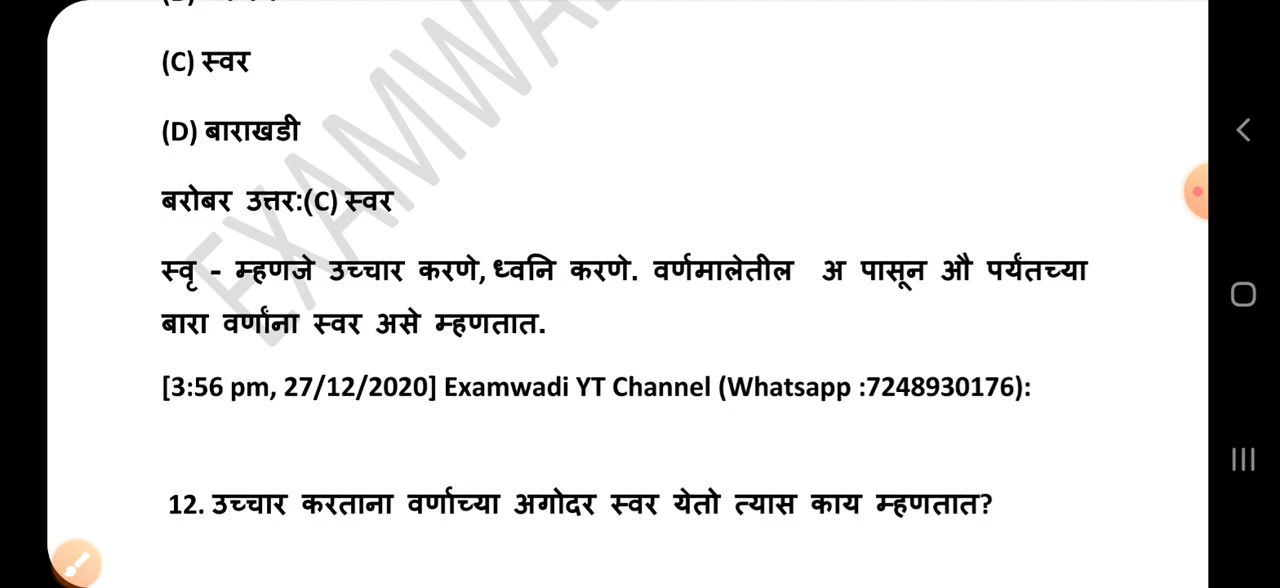 (C) स्वर
(D) बाराखडी
बरोबर उत्तर:(C) स्वर
स्वृ - म्हणजे उच्चार करणे, ध्वनि करणे. वर्णमालेतील अ पासून औ पर्यंतच्या
बारा वर्णांना स्वर असे म्हणतात.
[3:56 pm, 27/12/2020] Examwadi YT Channel (Whatsapp :7248930176):
12. उच्चार करताना वर्णाच्या अगोदर स्वर येतो त्यास काय म्हणतात?
EXAMWA